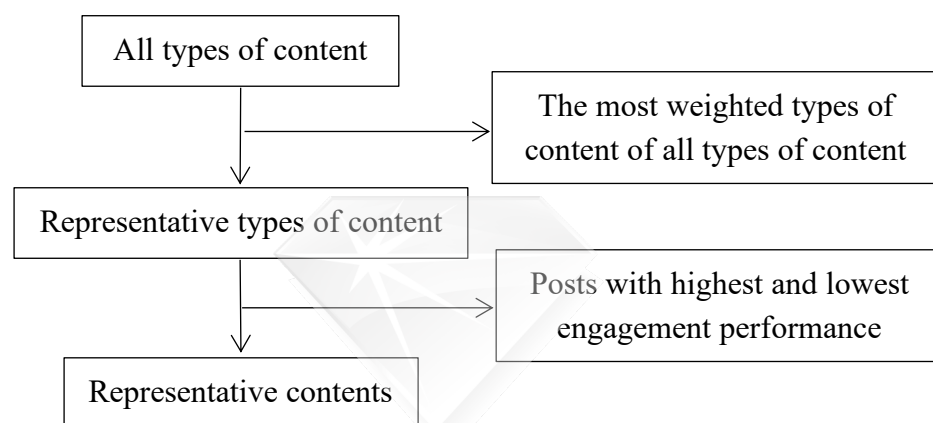 All types of content
The most weighted types of
content of all types of content
Representative types of content
Posts with highest and lowest
engagement performance
Representative contents